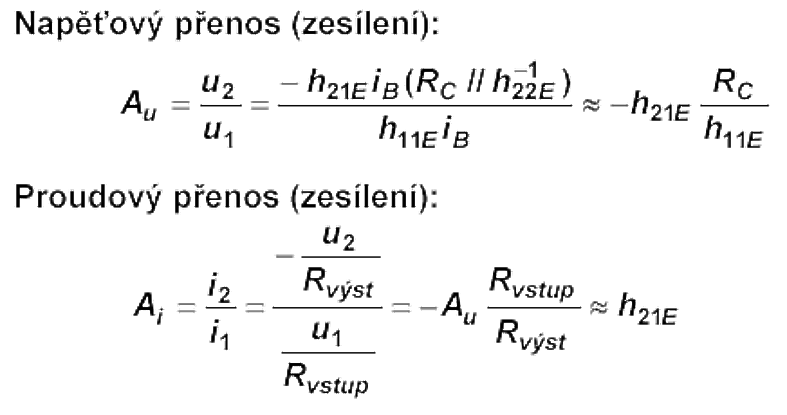 Napěťový přenos (zesílení):
A_u = u_2 / u_1 = −h_21E i_B (R_C // h_22E^−1) / h_11E i_B ≈ −h_21E R_C / h_11E
Proudový přenos (zesílení):
A_i = i_2 / i_1 = (−u_2 / R_výst) / (u_1 / R_vstup) = −A_u R_vstup / R_výst ≈ h_21E